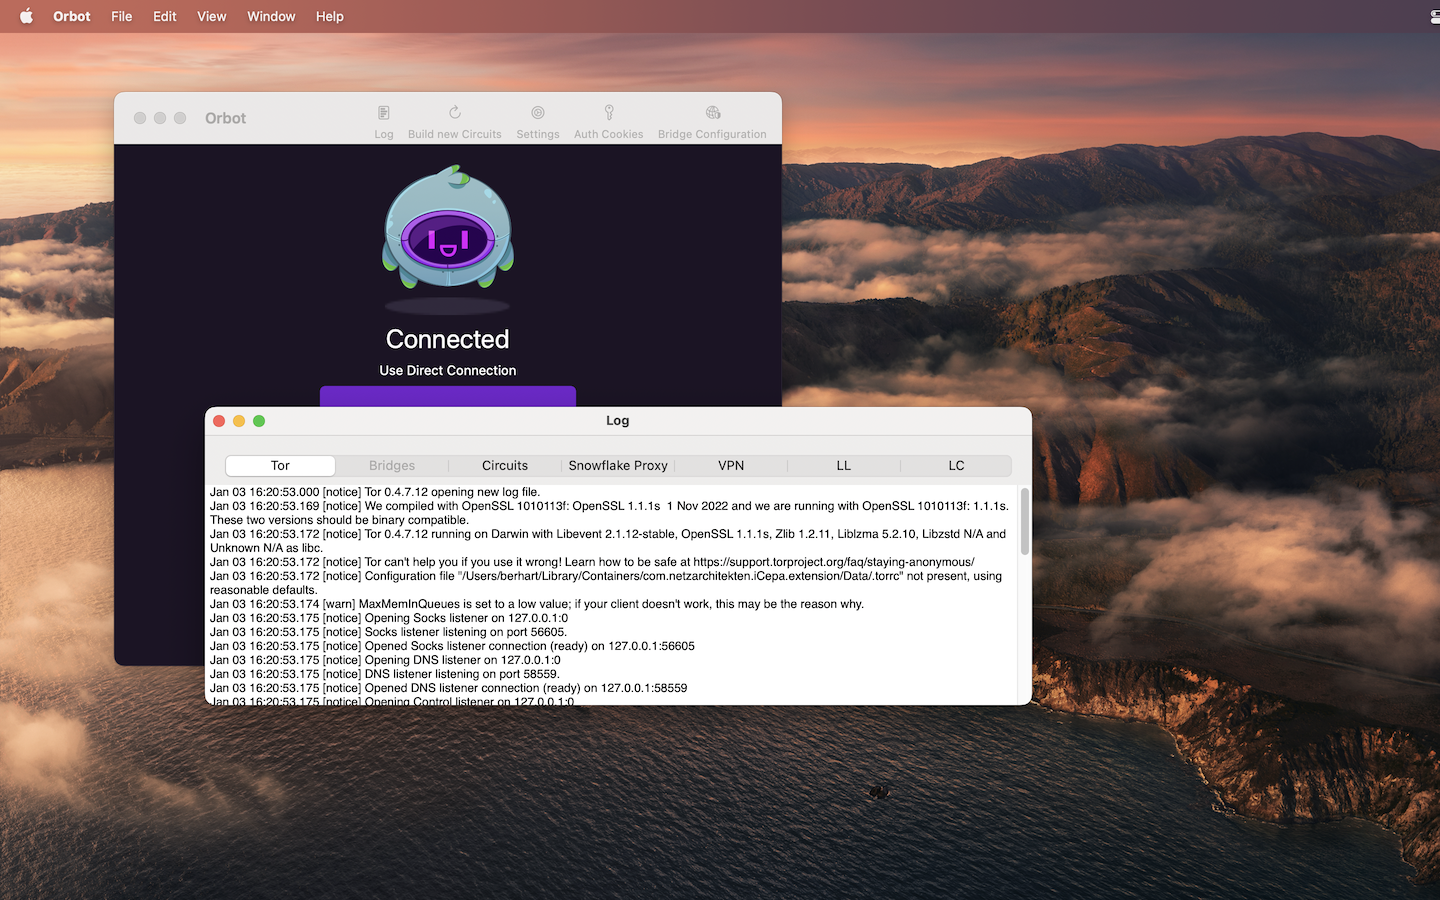 Orbot File Edit View Window Help
Orbot
Log Build new Circuits Settings Auth Cookies Bridge Configuration
Connected
Use Direct Connection
Log
Tor Bridges Circuits Snowflake Proxy VPN LL LC
Jan 03 16:20:53.000 [notice] Tor 0.4.7.12 opening new log file.
Jan 03 16:20:53.169 [notice] We compiled with OpenSSL 1010113f: OpenSSL 1.1.1s  1 Nov 2022 and we are running with OpenSSL 1010113f: 1.1.1s.
These two versions should be binary compatible.
Jan 03 16:20:53.172 [notice] Tor 0.4.7.12 running on Darwin with Libevent 2.1.12-stable, OpenSSL 1.1.1s, Zlib 1.2.11, Liblzma 5.2.10, Libzstd N/A and
Unknown N/A as libc.
Jan 03 16:20:53.172 [notice] Tor can't help you if you use it wrong! Learn how to be safe at https://support.torproject.org/faq/staying-anonymous/
Jan 03 16:20:53.172 [notice] Configuration file "/Users/berhart/Library/Containers/com.netzarchitekten.iCepa.extension/Data/.torrc" not present, using
reasonable defaults.
Jan 03 16:20:53.174 [warn] MaxMemInQueues is set to a low value; if your client doesn't work, this may be the reason why.
Jan 03 16:20:53.175 [notice] Opening Socks listener on 127.0.0.1:0
Jan 03 16:20:53.175 [notice] Socks listener listening on port 56605.
Jan 03 16:20:53.175 [notice] Opened Socks listener connection (ready) on 127.0.0.1:56605
Jan 03 16:20:53.175 [notice] Opening DNS listener on 127.0.0.1:0
Jan 03 16:20:53.175 [notice] DNS listener listening on port 58559.
Jan 03 16:20:53.175 [notice] Opened DNS listener connection (ready) on 127.0.0.1:58559
Jan 03 16:20:53.175 [notice] Opening Control listener on 127.0.0.1:0